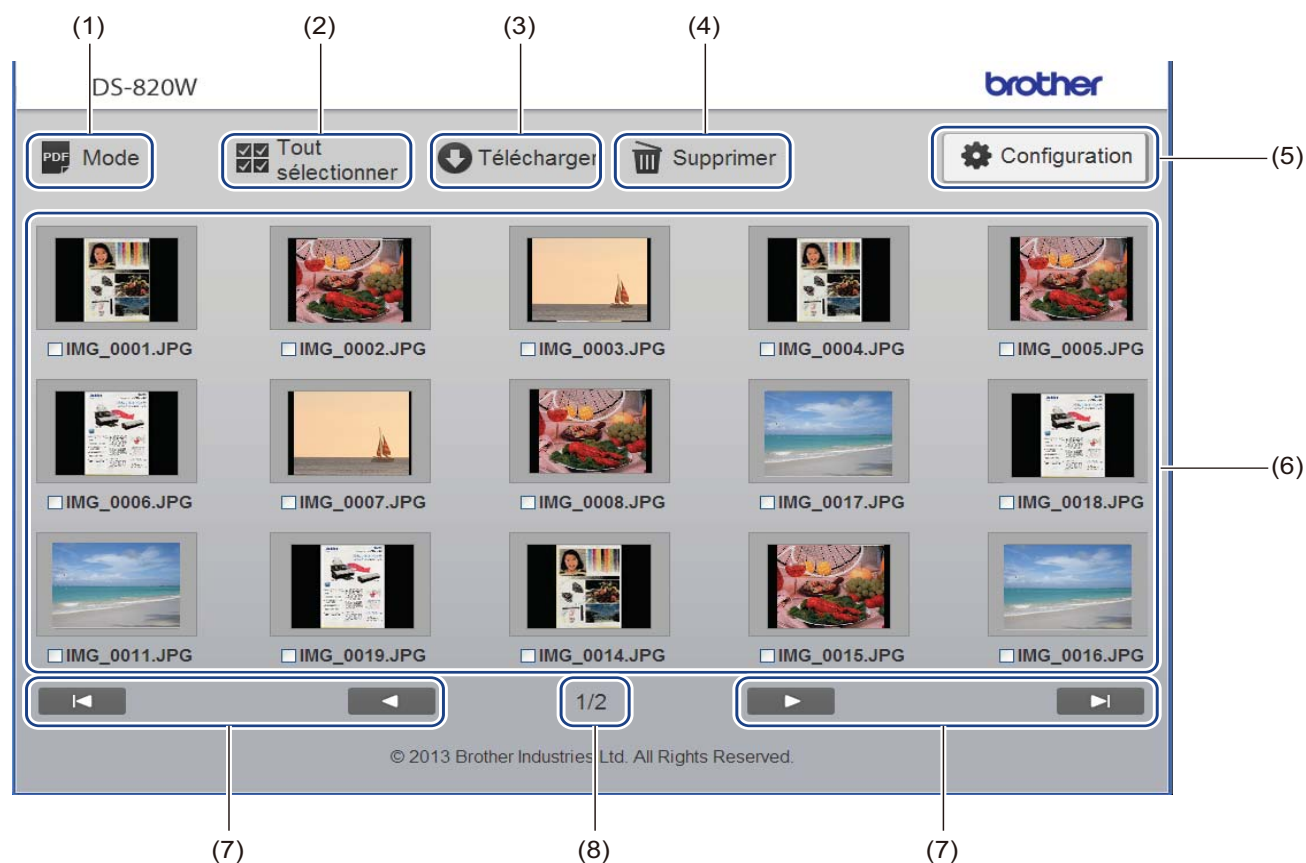 (1) (2) (3) (4)
DS-820W brother
PDF Mode
Tout
sélectionner
Télécharger
Supprimer
Configuration
(5)
IMG_0001.JPG IMG_0002.JPG IMG_0003.JPG IMG_0004.JPG IMG_0005.JPG
IMG_0006.JPG IMG_0007.JPG IMG_0008.JPG IMG_0017.JPG IMG_0018.JPG
(6)
IMG_0011.JPG IMG_0019.JPG IMG_0014.JPG IMG_0015.JPG IMG_0016.JPG
1/2
© 2013 Brother Industries Ltd. All Rights Reserved.
(7) (8) (7)